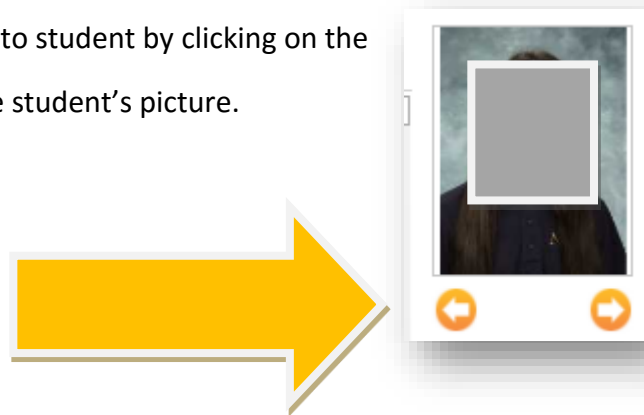 to student by clicking on the
student’s picture.